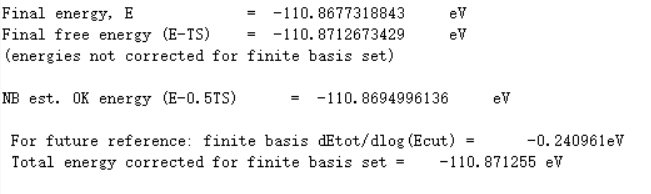 Final energy, E = -110.8677318843 eV
Final free energy (E-TS) = -110.8712673429 eV
(energies not corrected for finite basis set)
NB est. 0K energy (E-0.5TS) = -110.8694996136 eV
For future reference: finite basis dEtot/dlog(Ecut) = -0.240961eV
Total energy corrected for finite basis set = -110.871255 eV